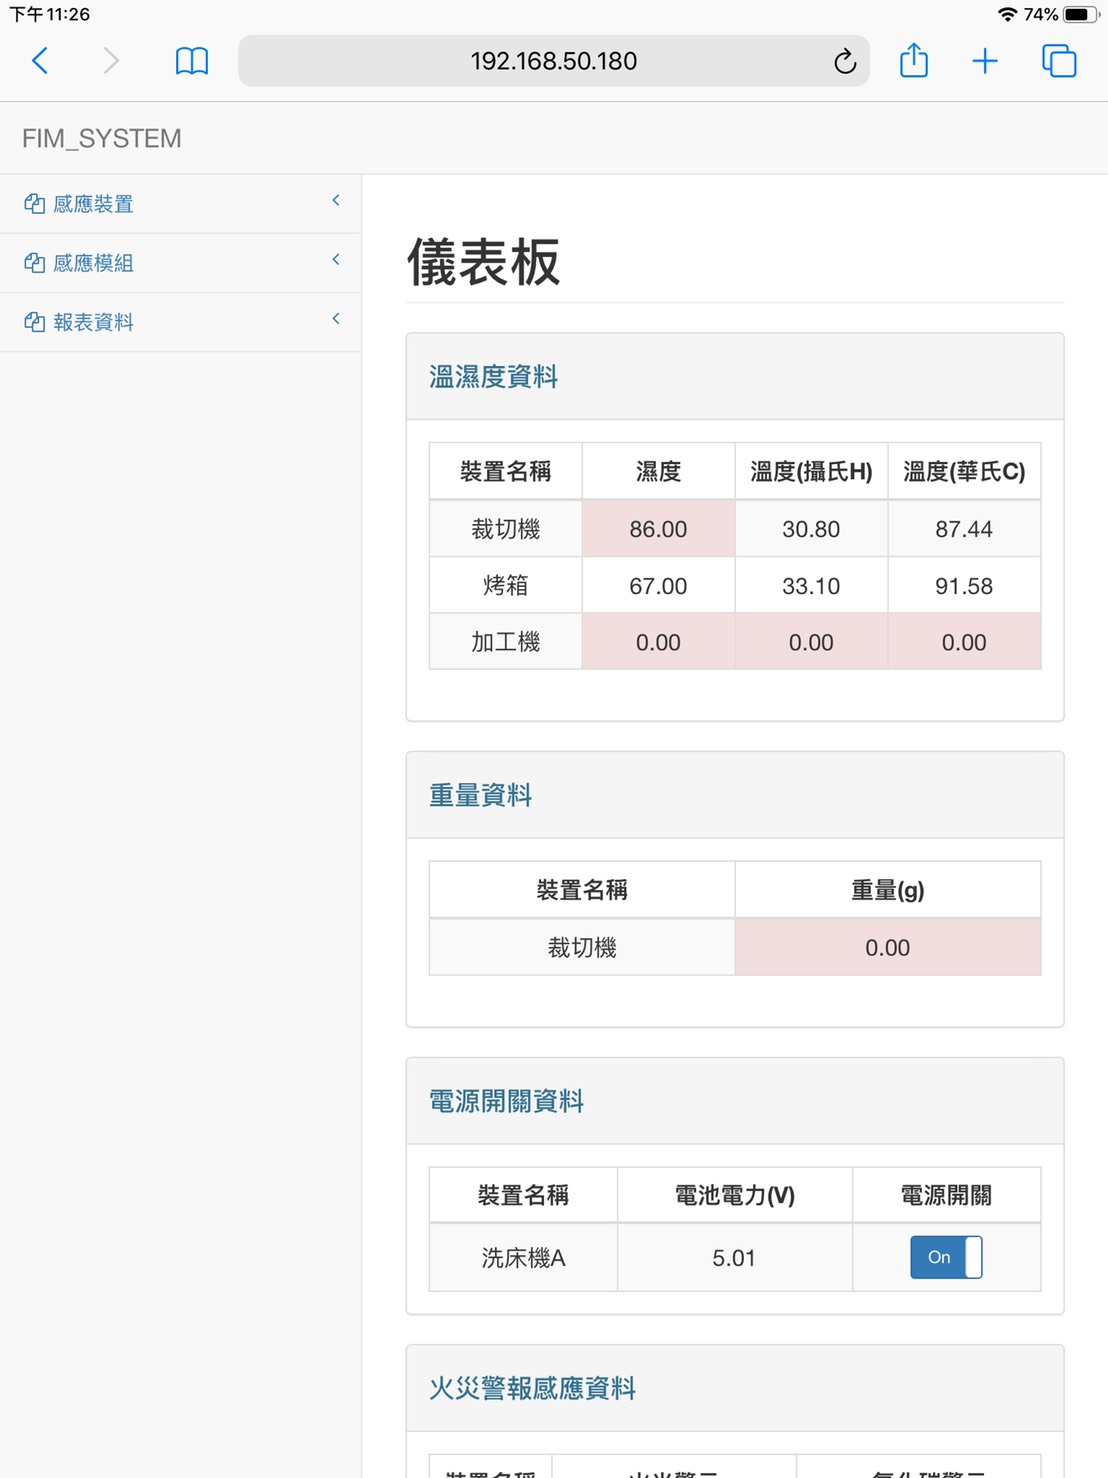 下午11:26
74%
192.168.50.180
FIM_SYSTEM
感應裝置
感應模組
報表資料
儀表板
溫濕度資料
裝置名稱 濕度 溫度(攝氏H) 溫度(華氏C)
裁切機 86.00 30.80 87.44
烤箱 67.00 33.10 91.58
加工機 0.00 0.00 0.00
重量資料
裝置名稱 重量(g)
裁切機 0.00
電源開關資料
裝置名稱 電池電力(V) 電源開關
洗床機A 5.01 On
火災警報感應資料
裝置名稱